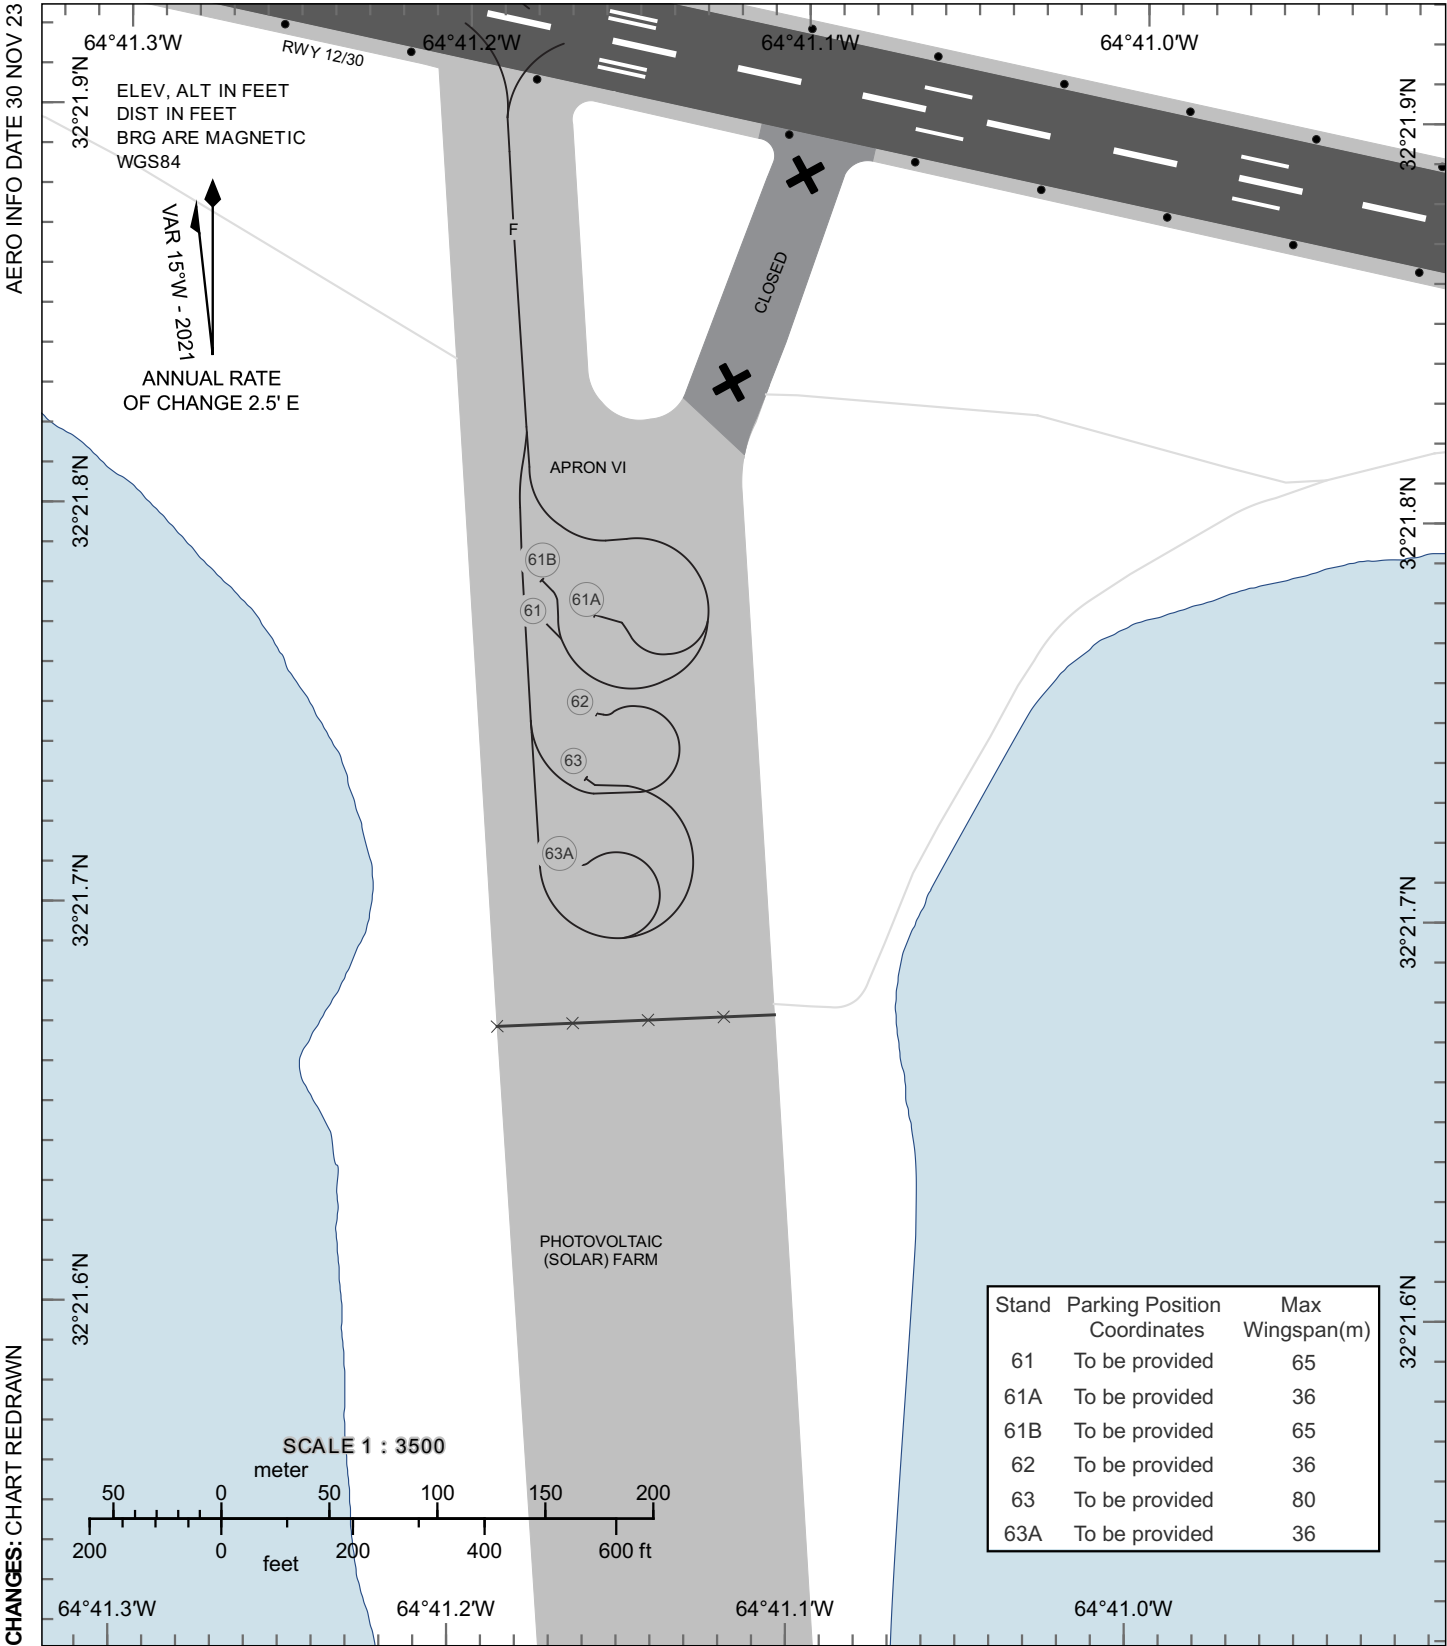 AERO INFO DATE 30 NOV 23
64°41.3'W
64°41.2'W
64°41.1'W
64°41.0'W
RWY 12/30
32°21.9'N
32°21.9'N
ELEV, ALT IN FEET
DIST IN FEET
BRG ARE MAGNETIC
WGS84
VAR 15°W - 2021
ANNUAL RATE
OF CHANGE 2.5' E
F
CLOSED
APRON VI
32°21.8'N
32°21.8'N
61B
61A
61
62
63
63A
32°21.7'N
32°21.7'N
PHOTOVOLTAIC
(SOLAR) FARM
32°21.6'N
32°21.6'N
Stand Parking Position Max
Coordinates Wingspan(m)
61 To be provided 65
61A To be provided 36
61B To be provided 65
62 To be provided 36
63 To be provided 80
63A To be provided 36
SCALE 1 : 3500
meter
50 0 50 100 150 200
200 0 200 400 600 ft
feet
64°41.3'W
64°41.2'W
64°41.1'W
64°41.0'W
CHANGES: CHART REDRAWN